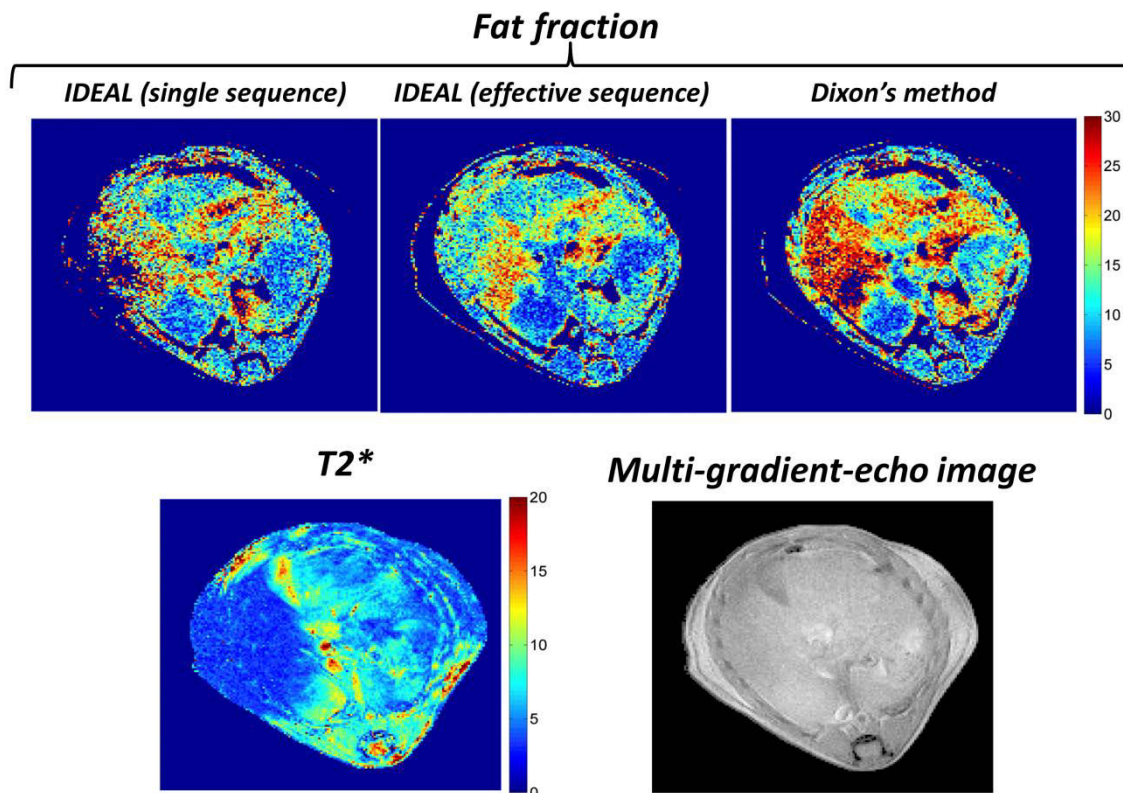 Fat fraction
IDEAL (single sequence)
IDEAL (effective sequence)
Dixon's method
30
25
20
15
10
5
0
T2*
Multi-gradient-echo image
20
15
10
5
0